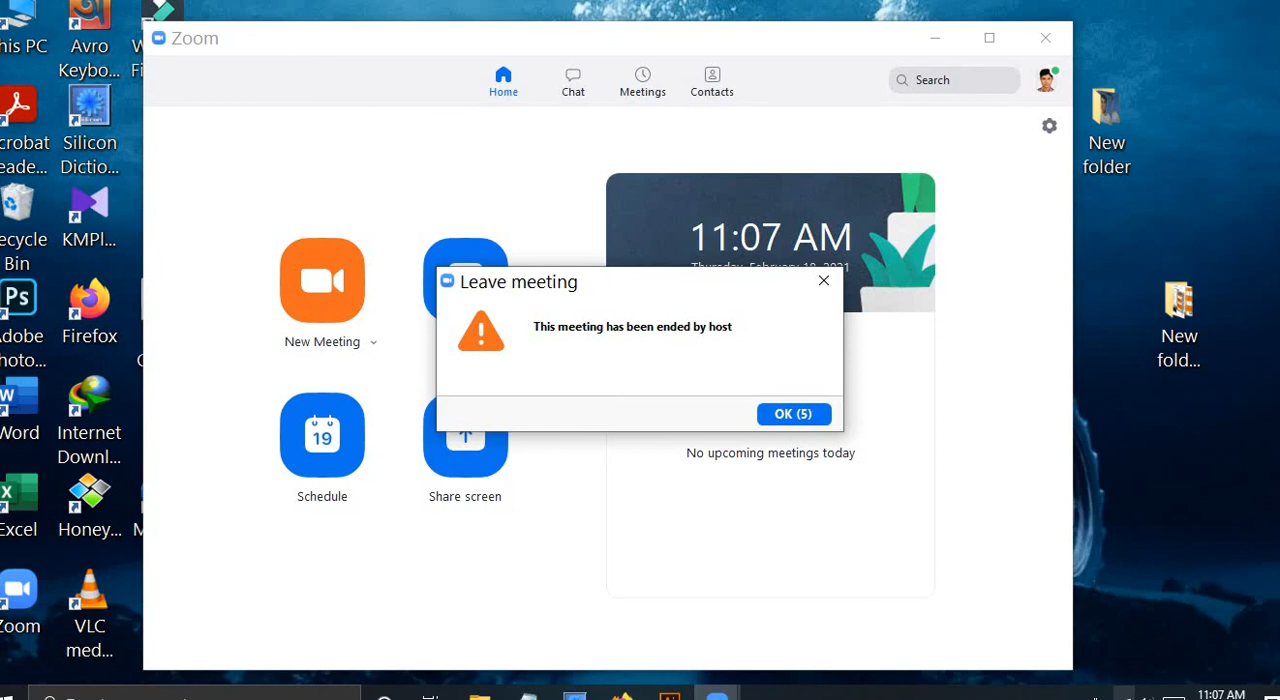 his PC
Avro
Keybo...
crobat
eade...
Silicon
Dictio...
ecycle
Bin
KMPl...
Ps
Adobe
hoto...
Firefox
W
Word
Internet
Downl...
X
Excel
Honey...
Zoom
VLC
med...
Zoom
Home
Chat
Meetings
Contacts
Search
New Meeting
19
Schedule
Share screen
11:07 AM
Leave meeting
This meeting has been ended by host
OK (5)
No upcoming meetings today
New
folder
New
fold...
11:07 AM